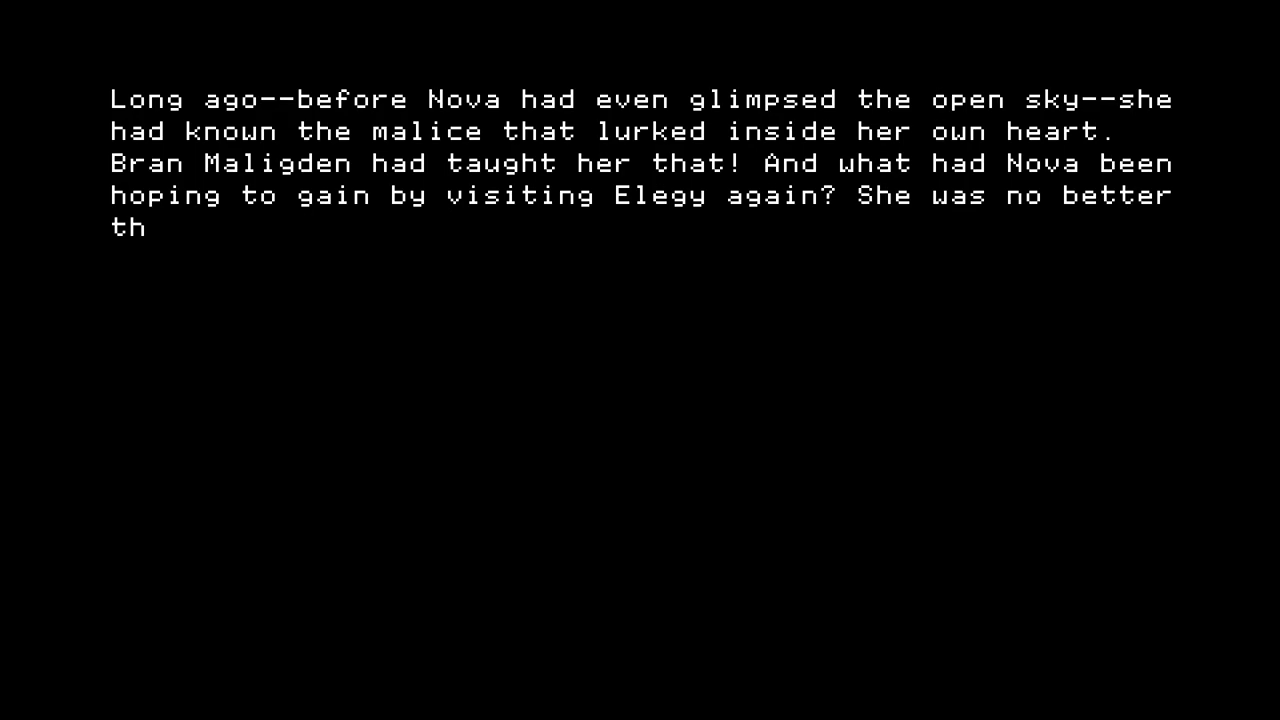 Long ago--before Nova had even glimpsed the open sky--she
had known the malice that lurked inside her own heart.
Bran Maligden had taught her that! And what had Nova been
hoping to gain by visiting Elegy again? She was no better
th